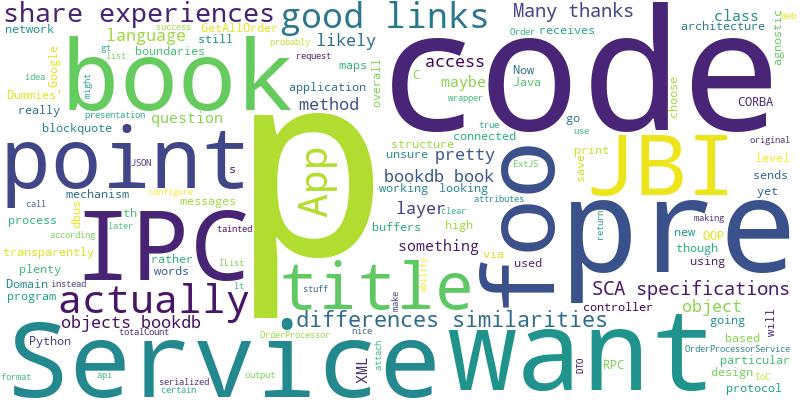 share experiences
good links
Many thanks
class
Web
network
success
language
GetAllOrder
Order
receives
architecture
agnostic
idea
list
gt
boundaries
still
likely
Now
Java
Dummies
Google
probably
request
maps
overall
C
access
maybe
wrapper
choose
CORBA
book
code
really
might
presentation
application
method
connected
go
original
blockquote
question
structure
true
use
print
level
point
JSON
s
p
App
unsure
pretty
ExtJS
foo
JBI
save
sends
yet
mechanism
configure
bookdb book
working
looking
attributes
pre
call
dbus
messages
layer
buffers
high
clear
return
new
OOP
making
process
later
th
tainted
IPC
something
though
using
according
IList
via
transparently
rather
plenty
words
lt
title
used
SCA specifications
Domain
instead
actually
stuff
make
ability
controller
object
program
objects bookdb
differences similarities
will
going
Python
totalCount
OrderProcessor
nice
based
OrderProcessorService
Service
want
XML
attach
DTO
RPC
particular
design
IoC
format
api
serialized
certain
output
protocol